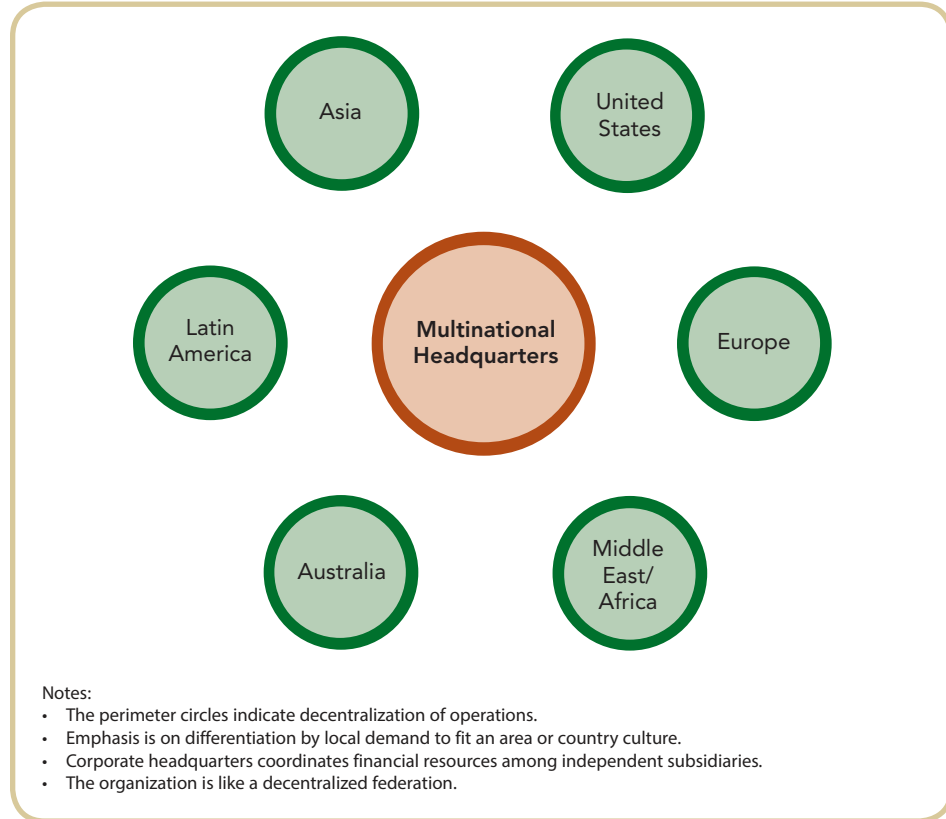 Asia
United
States
Latin
America
Multinational
Headquarters
Europe
Australia
Middle
East/
Africa
Notes:
• The perimeter circles indicate decentralization of operations.
• Emphasis is on differentiation by local demand to fit an area or country culture.
• Corporate headquarters coordinates financial resources among independent subsidiaries.
• The organization is like a decentralized federation.